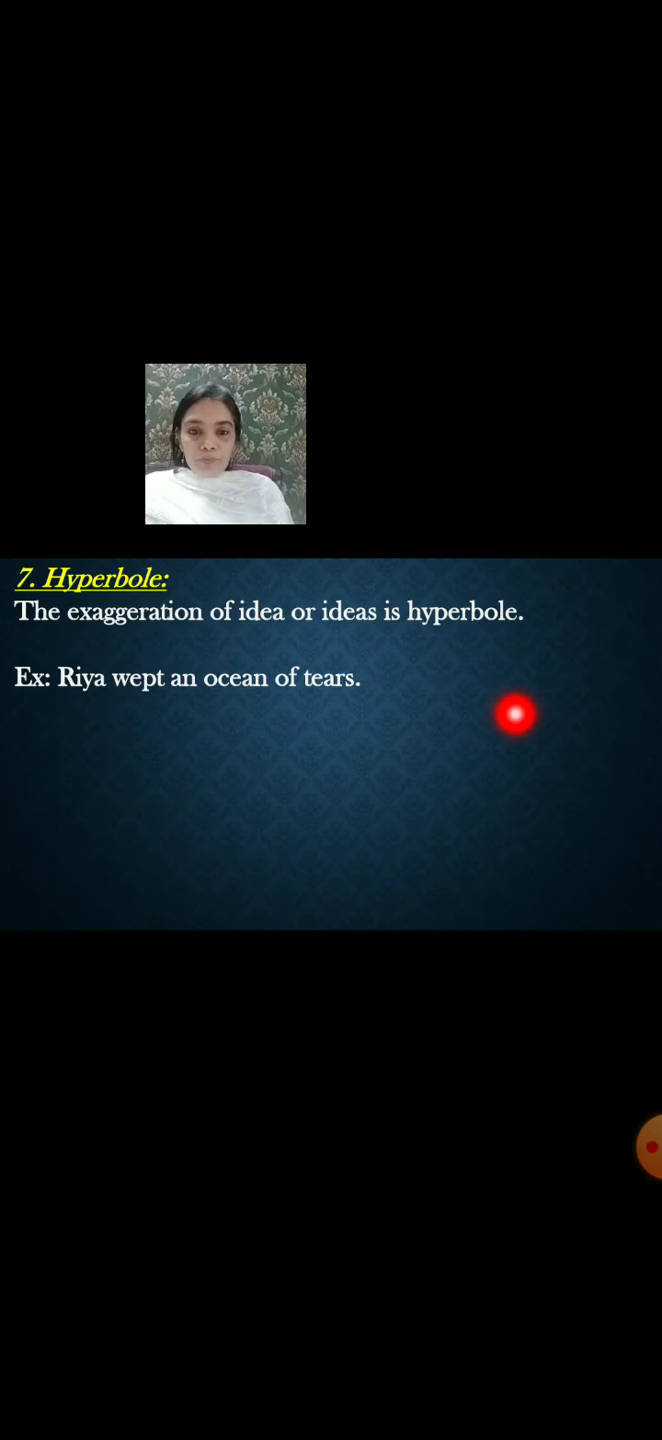 7. Hyperbole:
The exaggeration of idea or ideas is hyperbole.
Ex: Riya wept an ocean of tears.